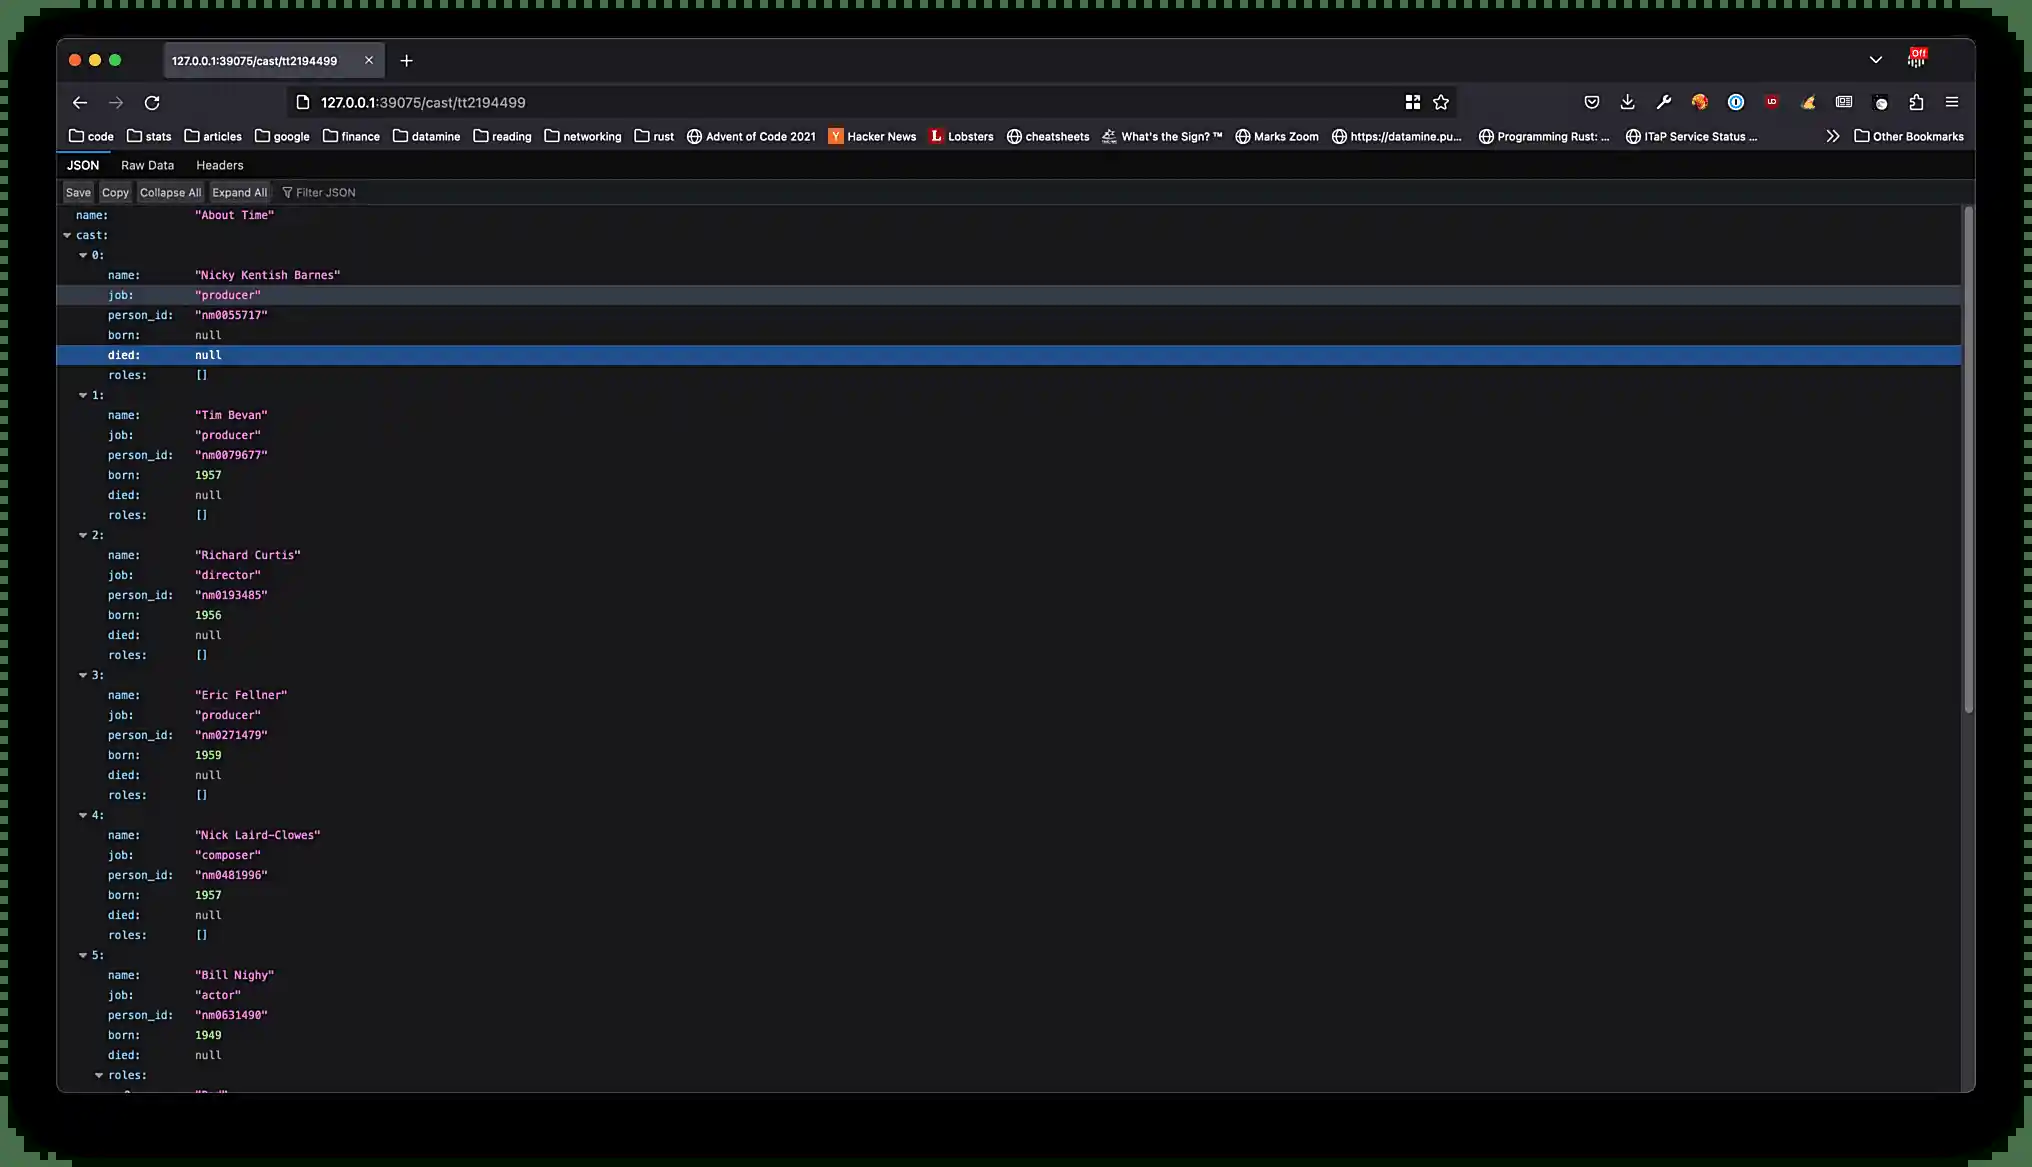 127.0.0.1:39075/cast/tt2194499
Off
127.0.0.1:39075/cast/tt2194499
code stats articles google finance datamine reading networking rust Advent of Code 2021 Hacker News Lobsters cheatsheets What's the Sign? ™ Marks Zoom https://datamine.pu... Programming Rust: ... ITaP Service Status ... Other Bookmarks
JSON Raw Data Headers
Save Copy Collapse All Expand All Filter JSON
name: "About Time"
cast:
0:
name: "Nicky Kentish Barnes"
job: "producer"
person_id: "nm0055717"
born: null
died: null
roles: []
1:
name: "Tim Bevan"
job: "producer"
person_id: "nm0079677"
born: 1957
died: null
roles: []
2:
name: "Richard Curtis"
job: "director"
person_id: "nm0193485"
born: 1956
died: null
roles: []
3:
name: "Eric Fellner"
job: "producer"
person_id: "nm0271479"
born: 1959
died: null
roles: []
4:
name: "Nick Laird-Clowes"
job: "composer"
person_id: "nm0481996"
born: 1957
died: null
roles: []
5:
name: "Bill Nighy"
job: "actor"
person_id: "nm0631490"
born: 1949
died: null
roles: